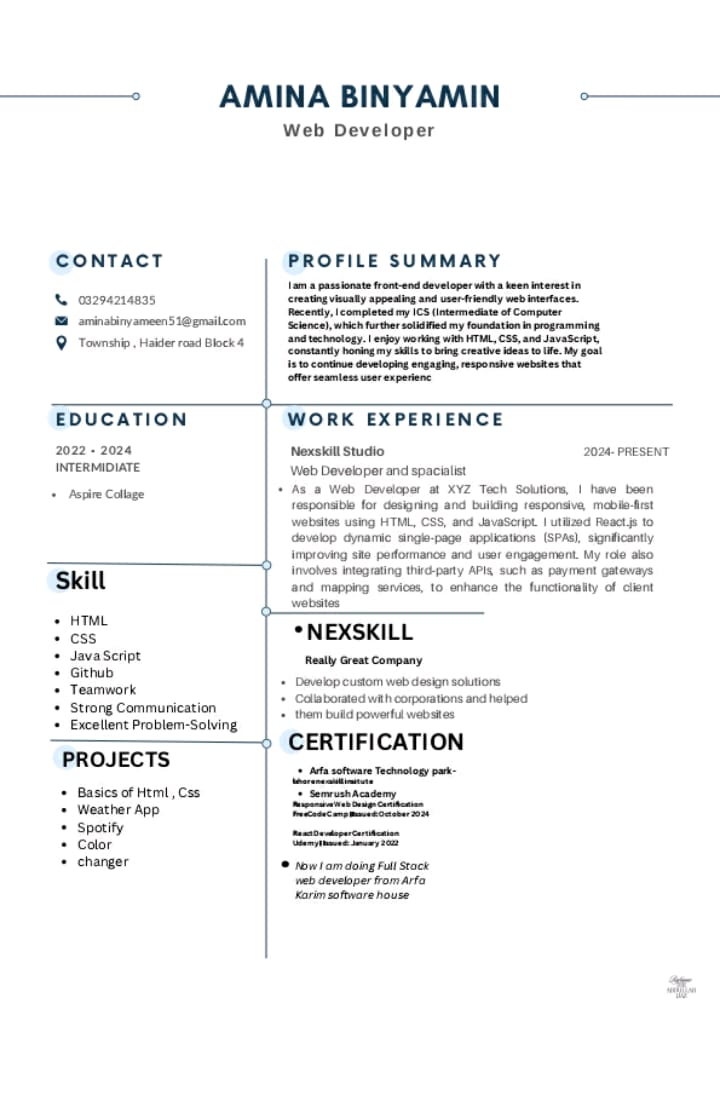 AMINA BINYAMIN
Web Developer
CONTACT
03294214835
aminabinyameen51@gmail.com
Township , Haider road Block 4
EDUCATION
2022 - 2024
INTERMIDIATE
• Aspire Collage
Skill
• HTML
• CSS
• Java Script
• Github
• Teamwork
• Strong Communication
• Excellent Problem-Solving
PROJECTS
• Basics of Html , Css
• Weather App
• Spotify
• Color
• changer
PROFILE SUMMARY
I am a passionate front-end developer with a keen interest in
creating visually appealing and user-friendly web interfaces.
Recently, I completed my ICS (Intermediate of Computer
Science), which further solidified my foundation in programming
and technology. I enjoy working with HTML, CSS, and JavaScript,
constantly honing my skills to bring creative ideas to life. My goal
is to continue developing engaging, responsive websites that
offer seamless user experienc
WORK EXPERIENCE
Nexskill Studio 2024- PRESENT
Web Developer and spacialist
• As a Web Developer at XYZ Tech Solutions, I have been
responsible for designing and building responsive, mobile-first
websites using HTML, CSS, and JavaScript. I utilized React.js to
develop dynamic single-page applications (SPAs), significantly
improving site performance and user engagement. My role also
involves integrating third-party APIs, such as payment gateways
and mapping services, to enhance the functionality of client
websites
• NEXSKILL
Really Great Company
• Develop custom web design solutions
• Collaborated with corporations and helped
• them build powerful websites
CERTIFICATION
• Arfa software Technology park-
• Semrush Academy
Responsive Web Design Certification
FreeCodeCamp Issued: October 2024
React Developer Certification
Udemy Issued: January 2022
• Now I am doing Full Stack
web developer from Arfa
Karim software house